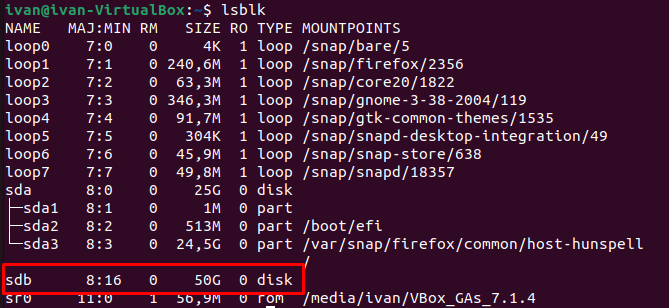 ivan@ivan-VirtualBox:~$ lsblk
NAME   MAJ:MIN RM   SIZE RO TYPE MOUNTPOINTS
loop0    7:0    0     4K  1 loop /snap/bare/5
loop1    7:1    0 240,6M  1 loop /snap/firefox/2356
loop2    7:2    0  63,3M  1 loop /snap/core20/1822
loop3    7:3    0 346,3M  1 loop /snap/gnome-3-38-2004/119
loop4    7:4    0  91,7M  1 loop /snap/gtk-common-themes/1535
loop5    7:5    0   304K  1 loop /snap/snapd-desktop-integration/49
loop6    7:6    0  45,9M  1 loop /snap/snap-store/638
loop7    7:7    0  49,8M  1 loop /snap/snapd/18357
sda      8:0    0    25G  0 disk
├─sda1   8:1    0     1M  0 part
├─sda2   8:2    0   513M  0 part /boot/efi
└─sda3   8:3    0  24,5G  0 part /var/snap/firefox/common/host-hunspell
/
sdb      8:16   0    50G  0 disk
sr0     11:0    1  56,9M  0 rom  /media/ivan/VBox_GAs_7.1.4